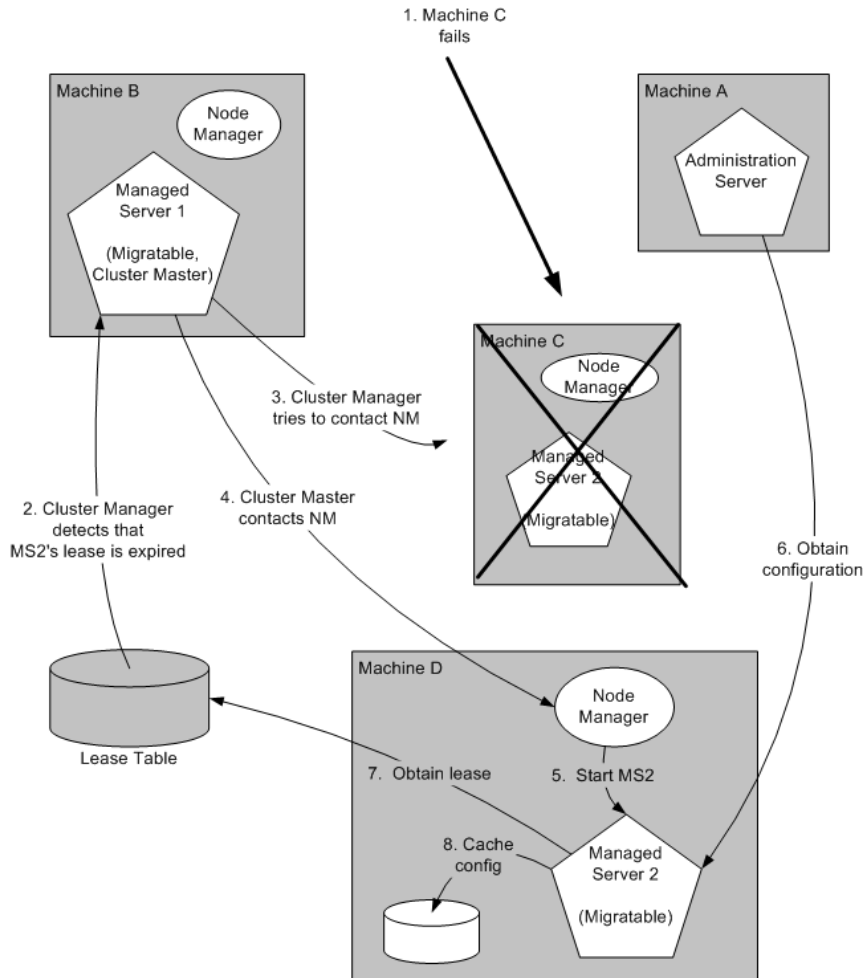 1. Machine C
fails
Machine B
Node
Manager
Managed
Server 1
(Migratable,
Cluster Master)
Machine A
Administration
Server
Machine C
Node
Manager
Managed
Server 2
(Migratable)
3. Cluster Manager
tries to contact NM
4. Cluster Master
contacts NM
2. Cluster Manager
detects that
MS2's lease is expired
6. Obtain
configuration
Lease Table
Machine D
Node
Manager
7. Obtain lease
5. Start MS2
8. Cache
config
Managed
Server 2
(Migratable)